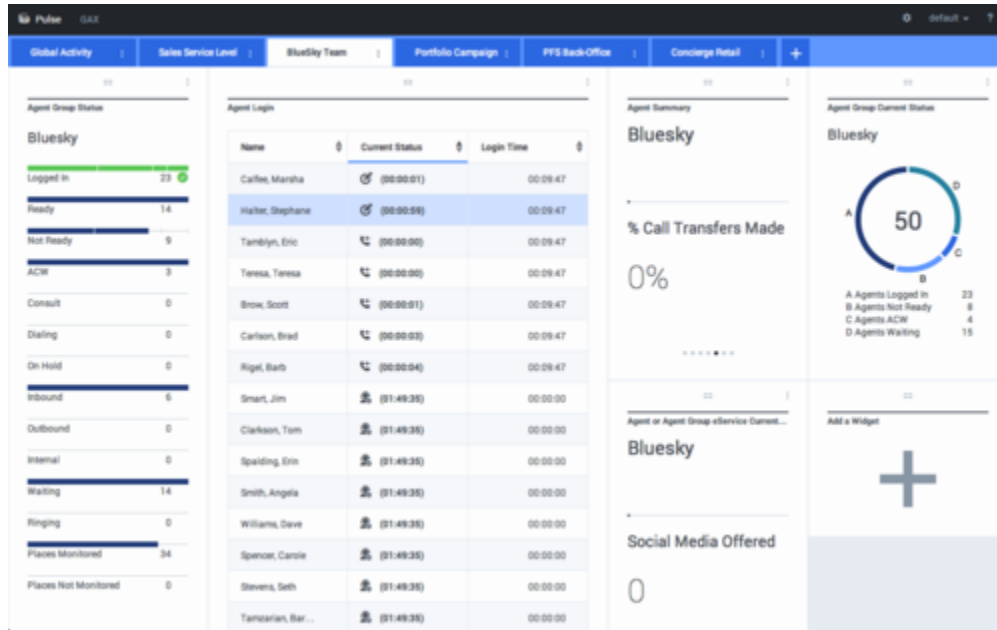 Pulse GAX default ?
Global Activity Sales Service Level BlueSky Team Portfolio Campaign PFS Back-Office Concierge Retail +
Agent Group Status
Bluesky
Logged In 23
Ready 14
Not Ready 9
ACW 3
Consult 0
Dialing 0
On Hold 0
Inbound 6
Outbound 0
Internal 0
Waiting 14
Ringing 0
Places Monitored 34
Places Not Monitored 0
Agent Login
Name Current Status Login Time
Calfee, Marsha (00:00:01) 00:09:47
Halter, Stephane (00:00:59) 00:09:47
Tamblyn, Eric (00:00:00) 00:09:47
Teresa, Teresa (00:00:00) 00:09:47
Brow, Scott (00:00:01) 00:09:47
Carlson, Brad (00:00:03) 00:09:47
Rigel, Barb (00:00:04) 00:09:47
Smart, Jim (01:49:35) 00:00:00
Clarkson, Tom (01:49:35) 00:00:00
Spalding, Erin (01:49:35) 00:00:00
Smith, Angela (01:49:35) 00:00:00
Williams, Dave (01:49:35) 00:00:00
Spencer, Carole (01:49:35) 00:00:00
Stevens, Seth (01:49:35) 00:00:00
Tamzarian, Bar... (01:49:35) 00:00:00
Agent Summary
Bluesky
% Call Transfers Made
0%
Agent or Agent Group eService Current...
Bluesky
Social Media Offered
0
Agent Group Current Status
Bluesky
D
A
50
C
B
A Agents Logged In 23
B Agents Not Ready 8
C Agents ACW 4
D Agents Waiting 15
Add a Widget